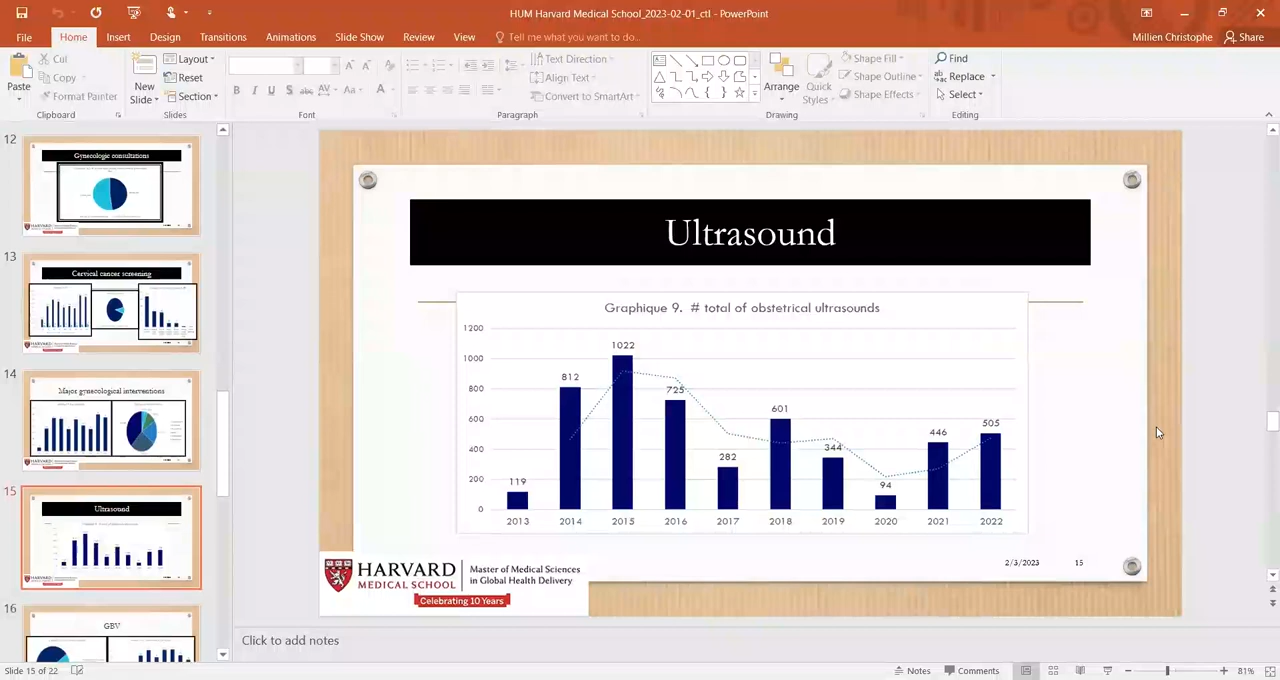 HUM Harvard Medical School_2023-02-01_ctl - PowerPoint
File Home Insert Design Transitions Animations Slide Show Review View Tell me what you want to do... Millien Christophe Share
Paste
Cut
Copy
Format Painter
Clipboard
New
Slide
Layout
Reset
Section
Slides
B I U S abc AV Aa A
Font
Text Direction
Align Text
Convert to SmartArt
Paragraph
Arrange
Quick
Styles
Shape Fill
Shape Outline
Shape Effects
Drawing
Find
Replace
Select
Editing
12
Gynecologic consultations
HARVARD
13
Cervical cancer screening
HARVARD
14
Major gynecological interventions
HARVARD
15
Ultrasound
HARVARD
16
GBV
Ultrasound
Graphique 9. # total of obstetrical ultrasounds
1200
1000
800
600
400
200
0
119
812
1022
725
282
601
344
94
446
505
2013 2014 2015 2016 2017 2018 2019 2020 2021 2022
HARVARD
MEDICAL SCHOOL
Master of Medical Sciences
in Global Health Delivery
Celebrating 10 Years
2/3/2023 15
Click to add notes
Slide 15 of 22
Notes Comments 81%